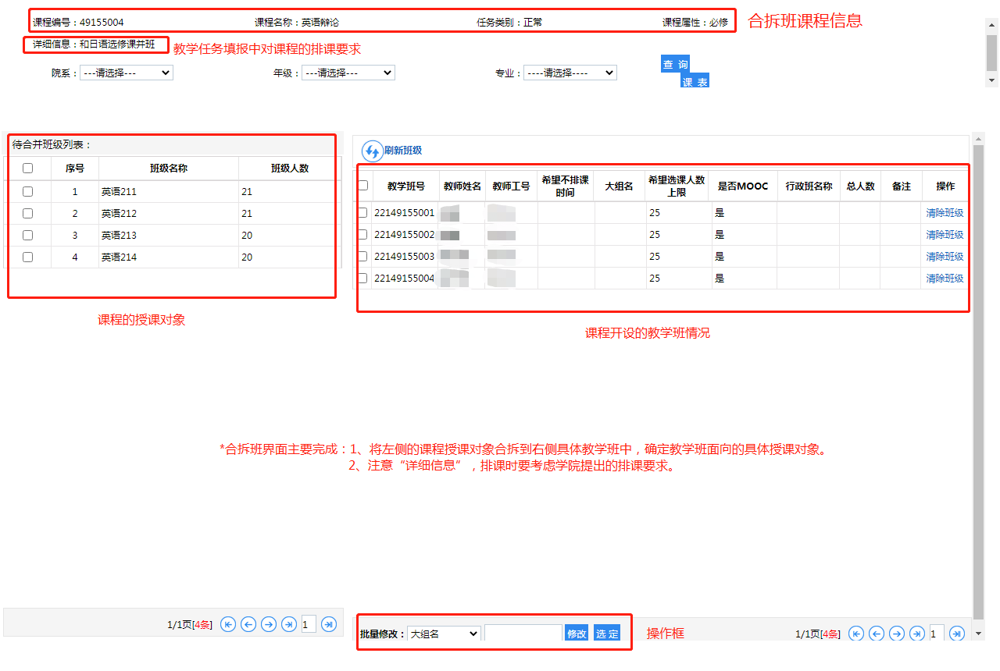 课程编号：49155004 课程名称：英语辩论 任务类别：正常 课程属性：必修 合拆班课程信息
详细信息：和日语选修课并班 教学任务填报中对课程的排课要求
院系：---请选择--- 年级：---请选择--- 专业：----请选择---- 查 询
课 表
待合并班级列表：
序号 班级名称 班级人数
1 英语211 21
2 英语212 21
3 英语213 20
4 英语214 20
课程的授课对象
刷新班级
教学班号 教师姓名 教师工号 希望不排课时间 大组名 希望选课人数上限 是否MOOC 行政班名称 总人数 备注 操作
22149155001 25 是 清除班级
22149155002 25 是 清除班级
22149155003 25 是 清除班级
22149155004 25 是 清除班级
课程开设的教学班情况
*合拆班界面主要完成：1、将左侧的课程授课对象合拆到右侧具体教学班中，确定教学班面向的具体授课对象。
2、注意“详细信息”，排课时要考虑学院提出的排课要求。
1/1页[4条] 1
批量修改：大组名 修改 选 定 操作框 1/1页[4条] 1